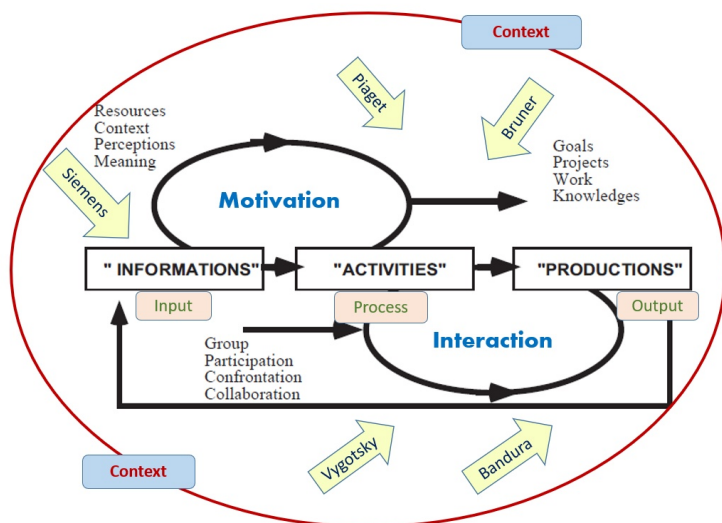 Context
Piaget
Bruner
Resources
Context
Perceptions
Meaning
Goals
Projects
Work
Knowledges
Siemens
Motivation
" INFORMATIONS"
"ACTIVITIES"
"PRODUCTIONS"
Input
Process
Output
Interaction
Group
Participation
Confrontation
Collaboration
Vygotsky
Bandura
Context